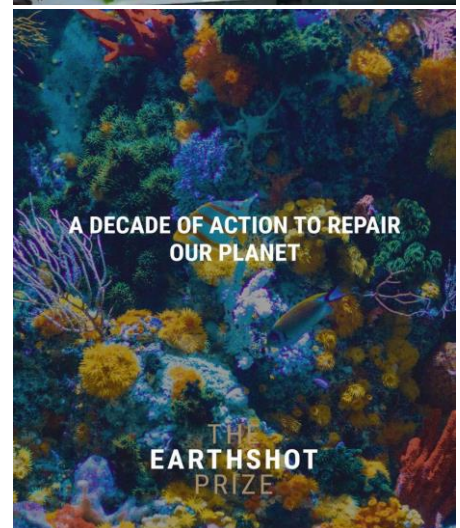 A DECADE OF ACTION TO REPAIR
OUR PLANET
THE
EARTHSHOT
PRIZE